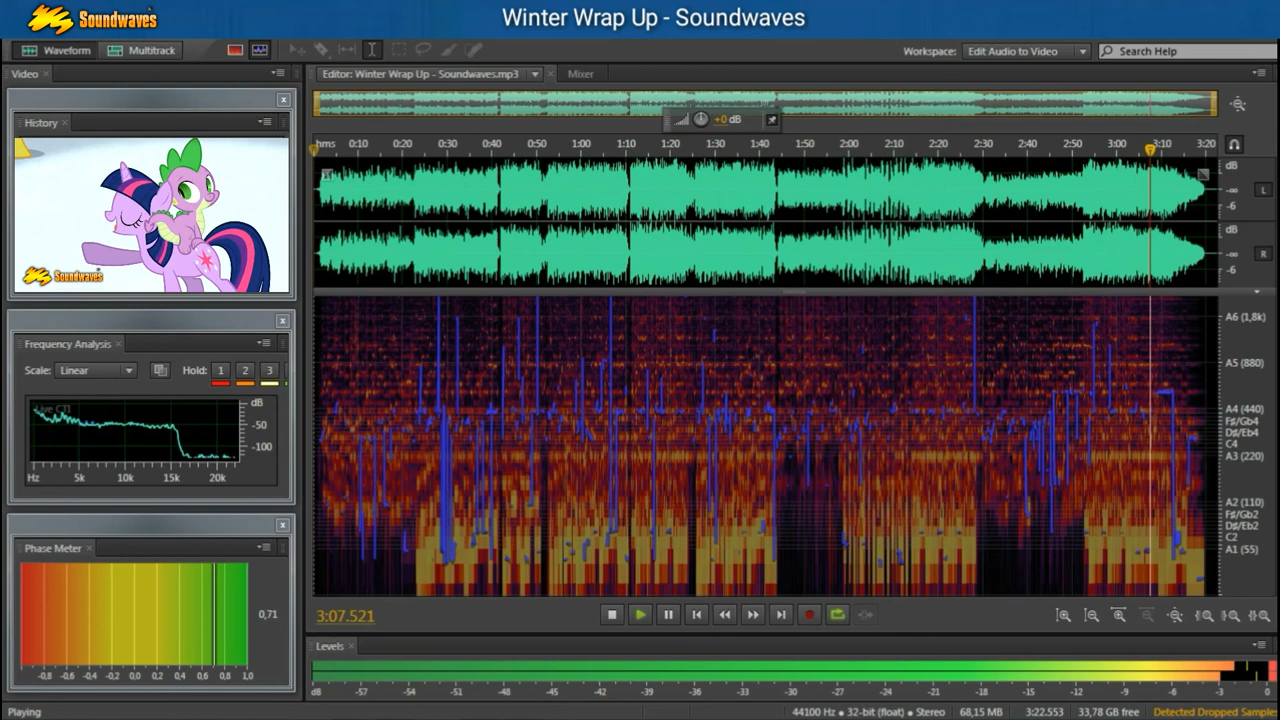 Soundwaves
Winter Wrap Up - Soundwaves
Waveform
Multitrack
Workspace:
Edit Audio to Video
Search Help
Video
Editor: Winter Wrap Up - Soundwaves.mp3
Mixer
History
Soundwaves
+0 dB
hms 0:10 0:20 0:30 0:40 0:50 1:00 1:10 1:20 1:30 1:40 1:50 2:00 2:10 2:20 2:30 2:40 2:50 3:00 3:10 3:20
dB
-∞
-6
L
dB
-∞
-6
R
Frequency Analysis
Scale:
Linear
Hold:
1
2
3
Live CTI
dB
-50
-100
Hz 5k 10k 15k 20k
A6 (1,8k)
A5 (880)
A4 (440)
F♯/Gb4
D♯/Eb4
C4
A3 (220)
A2 (110)
F♯/Gb2
D♯/Eb2
C2
A1 (55)
Phase Meter
0,71
-0,8 -0,6 -0,4 -0,2 0,0 0,2 0,4 0,6 0,8 1,0
3:07.521
Levels
dB -57 -54 -51 -48 -45 -42 -39 -36 -33 -30 -27 -24 -21 -18 -15 -12 -9 -6 -3 0
Playing
44100 Hz • 32-bit (float) • Stereo
68,15 MB
3:22.553
33,78 GB free
Detected Dropped Sample